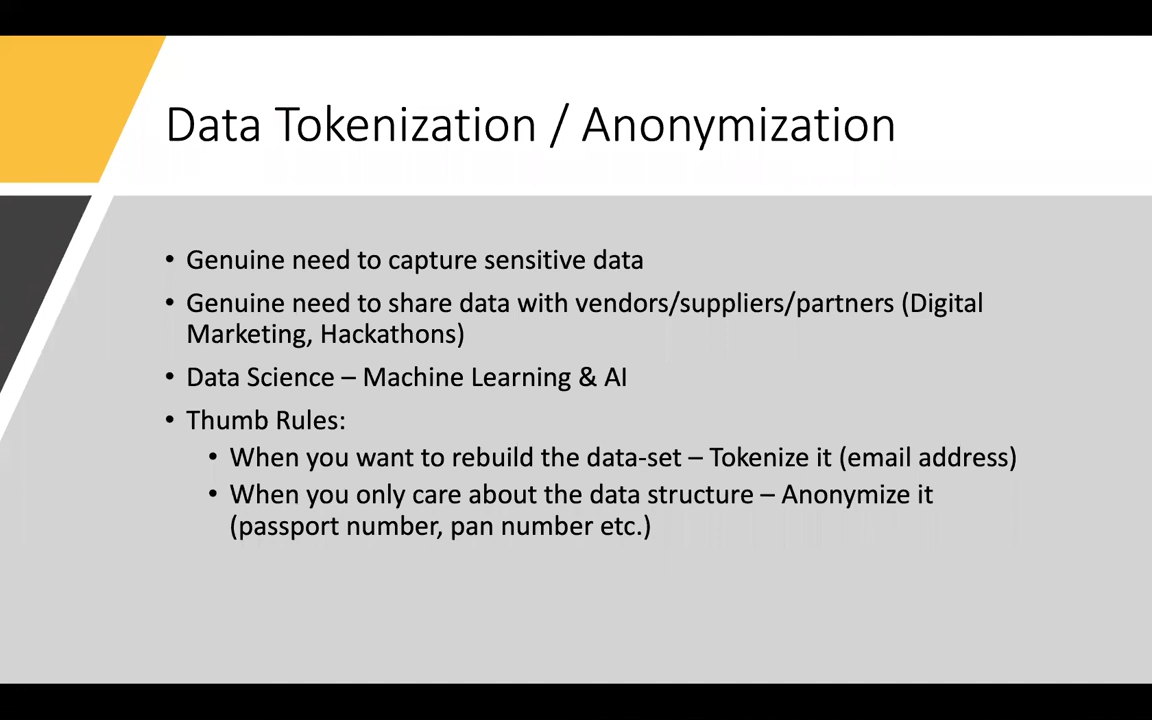 Data Tokenization / Anonymization
• Genuine need to capture sensitive data
• Genuine need to share data with vendors/suppliers/partners (Digital
Marketing, Hackathons)
• Data Science – Machine Learning & AI
• Thumb Rules:
• When you want to rebuild the data-set – Tokenize it (email address)
• When you only care about the data structure – Anonymize it
(passport number, pan number etc.)